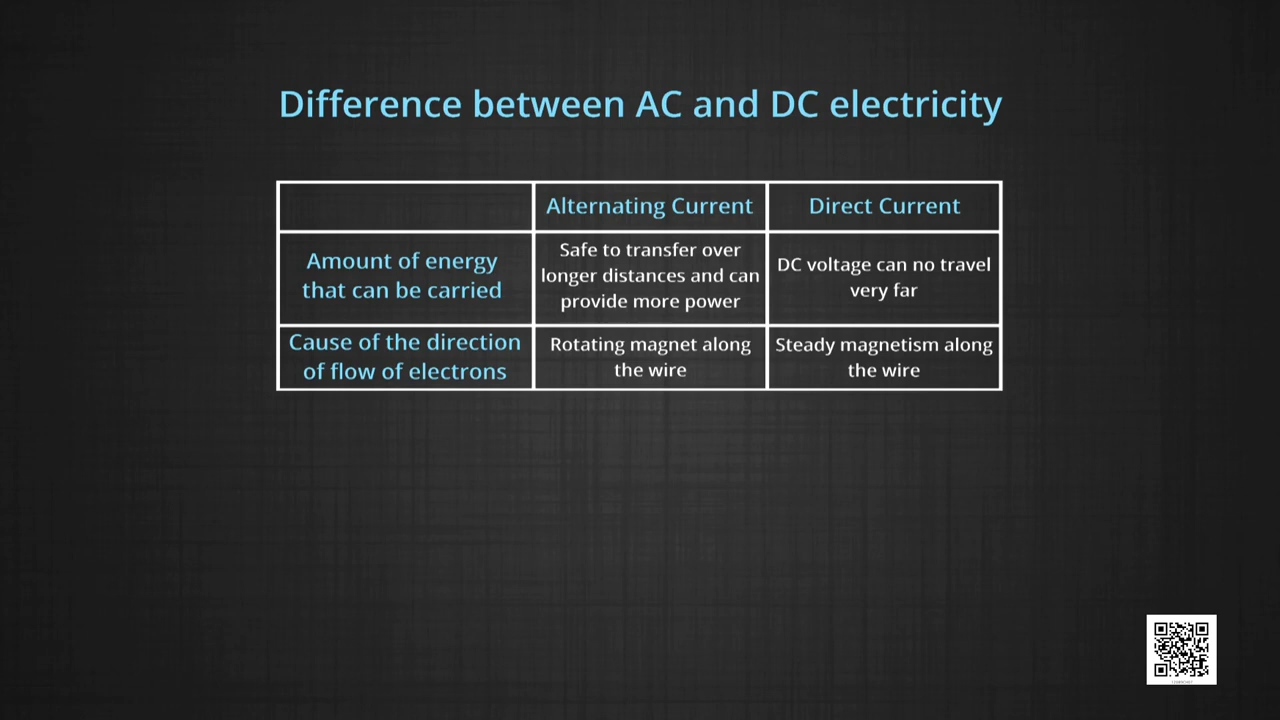 Difference between AC and DC electricity
Alternating Current
Direct Current
Amount of energy
that can be carried
Safe to transfer over
longer distances and can
provide more power
DC voltage can no travel
very far
Cause of the direction
of flow of electrons
Rotating magnet along
the wire
Steady magnetism along
the wire